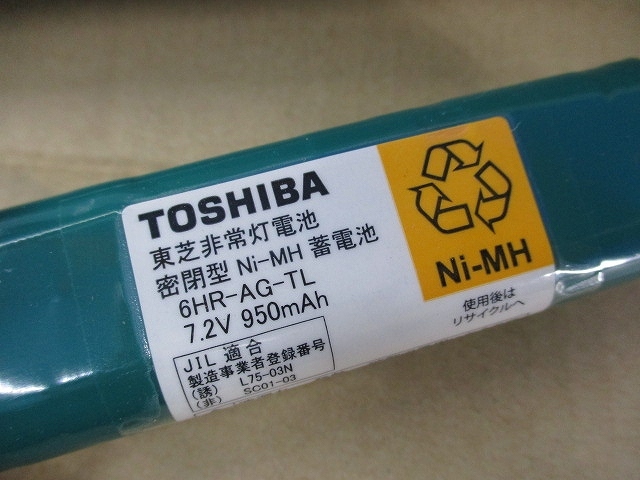 TOSHIBA
東芝非常灯電池
密閉型 Ni-MH 蓄電池
6HR-AG-TL
7.2V 950mAh
JIL 適合
製造事業者登録番号
(誘) L75-03N
(非) SC01-03
Ni-MH
使用後は
リサイクルへ